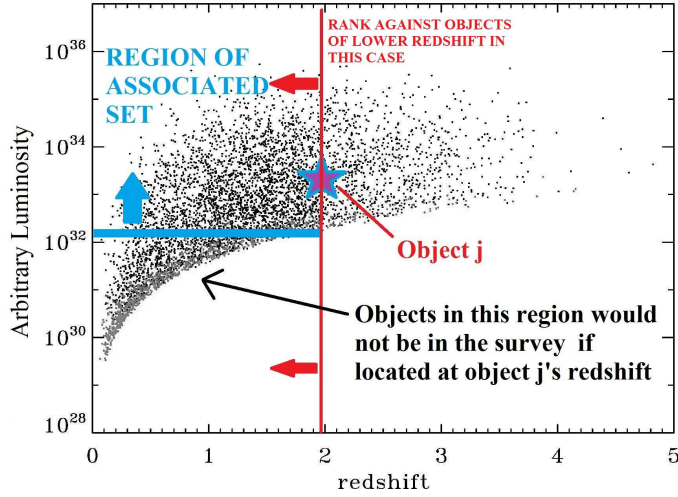 RANK AGAINST OBJECTS
OF LOWER REDSHIFT IN
THIS CASE
REGION OF
ASSOCIATED
SET
Object j
Objects in this region would
not be in the survey if
located at object j's redshift
Arbitrary Luminosity
10^36
10^34
10^32
10^30
10^28
0 1 2 3 4 5
redshift